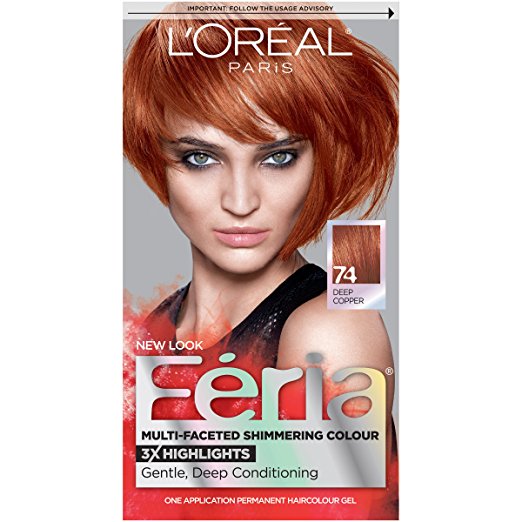 IMPORTANT: FOLLOW THE USAGE ADVISORY
L'ORÉAL
PARiS
74
DEEP
COPPER
NEW LOOK
Féria®
MULTI-FACETED SHIMMERING COLOUR
3X HIGHLIGHTS
Gentle, Deep Conditioning
ONE APPLICATION PERMANENT HAIRCOLOUR GEL